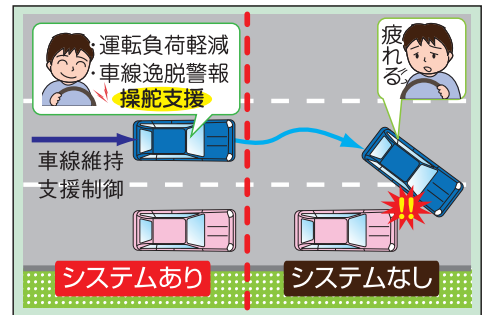 ・運転負荷軽減
・車線逸脱警報
操舵支援
疲れる
車線維持
支援制御
!!
システムあり
システムなし